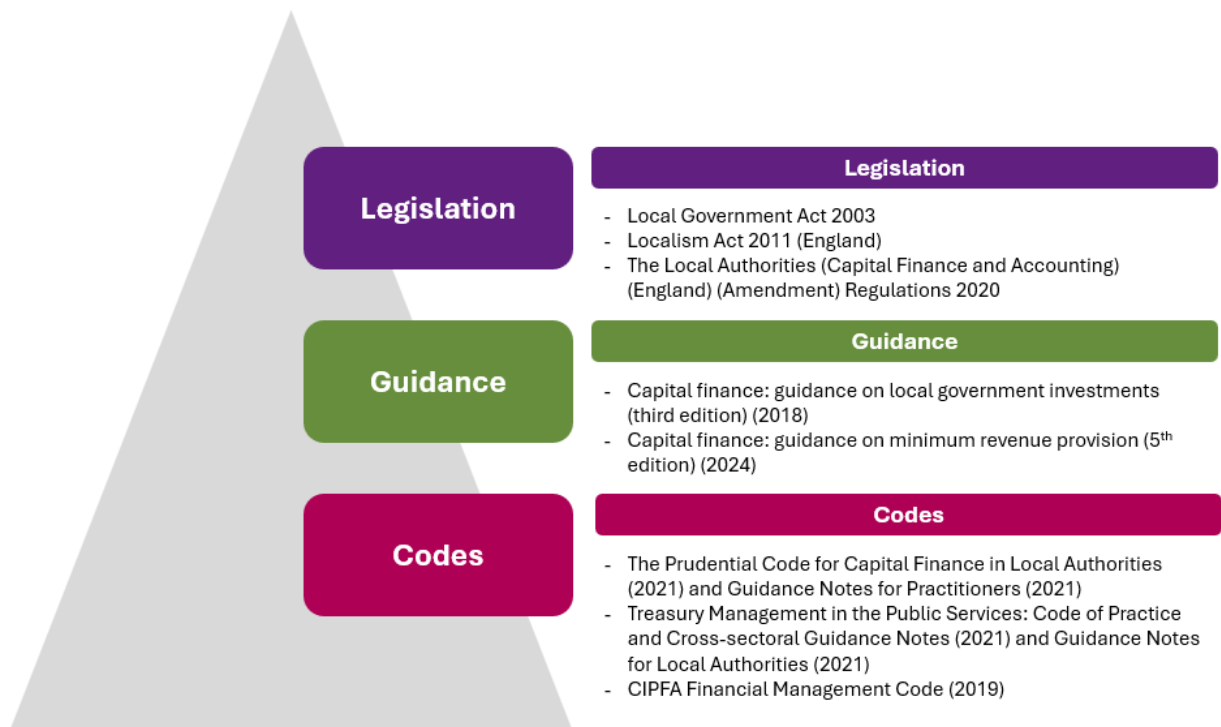 Legislation
Legislation
- Local Government Act 2003
- Localism Act 2011 (England)
- The Local Authorities (Capital Finance and Accounting)
(England) (Amendment) Regulations 2020
Guidance
Guidance
- Capital finance: guidance on local government investments
(third edition) (2018)
- Capital finance: guidance on minimum revenue provision (5th
edition) (2024)
Codes
Codes
- The Prudential Code for Capital Finance in Local Authorities
(2021) and Guidance Notes for Practitioners (2021)
- Treasury Management in the Public Services: Code of Practice
and Cross-sectoral Guidance Notes (2021) and Guidance Notes
for Local Authorities (2021)
- CIPFA Financial Management Code (2019)